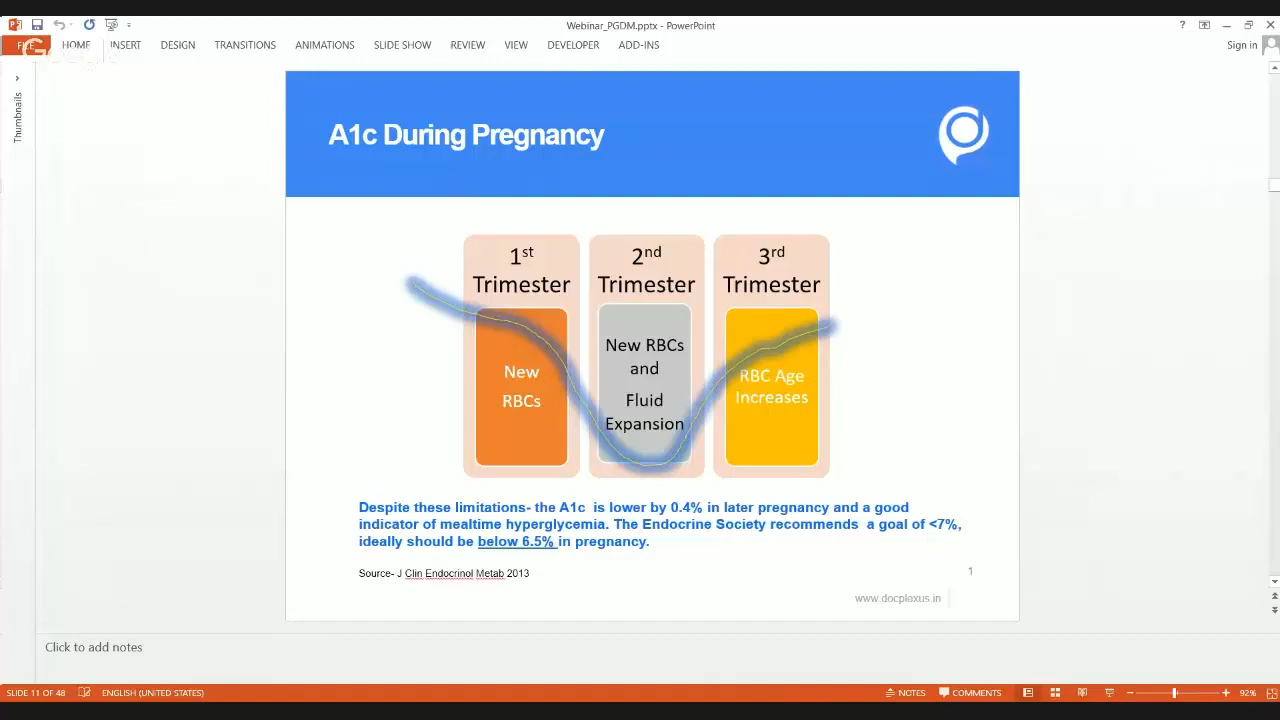 Webinar_PGDM.pptx - PowerPoint
FILE HOME INSERT DESIGN TRANSITIONS ANIMATIONS SLIDE SHOW REVIEW VIEW DEVELOPER ADD-INS
Sign in
Thumbnails
A1c During Pregnancy
1st Trimester
New
RBCs
2nd Trimester
New RBCs
and
Fluid
Expansion
3rd Trimester
RBC Age
Increases
Despite these limitations- the A1c is lower by 0.4% in later pregnancy and a good
indicator of mealtime hyperglycemia. The Endocrine Society recommends a goal of <7%,
ideally should be below 6.5% in pregnancy.
Source- J Clin Endocrinol Metab 2013
1
www.docplexus.in
Click to add notes
SLIDE 11 OF 48 ENGLISH (UNITED STATES) NOTES COMMENTS 92%